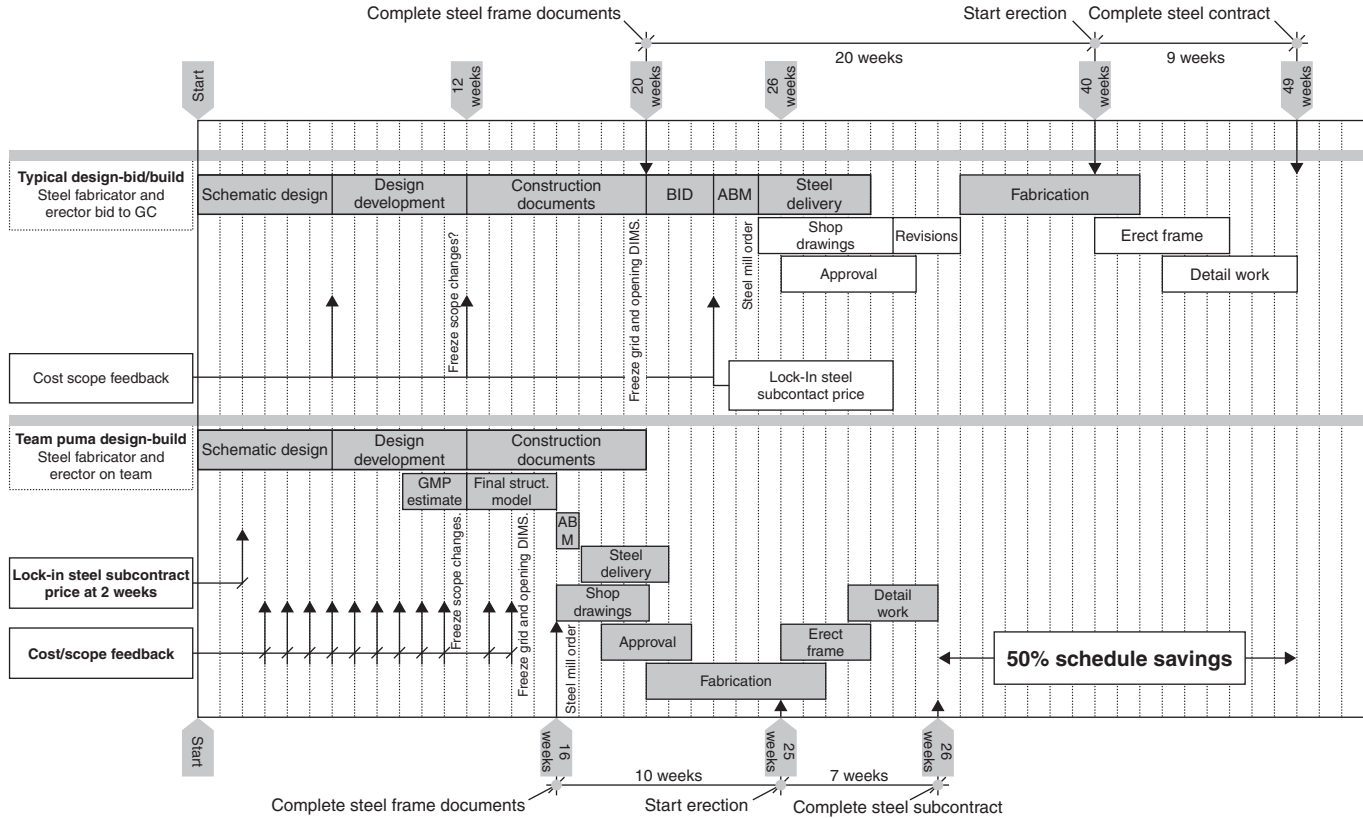 Complete steel frame documents
Start erection
Complete steel contract
20 weeks
9 weeks
Start
12
weeks
20
weeks
26
weeks
40
weeks
49
weeks
Typical design-bid/build
Steel fabricator and
erector bid to GC
Schematic design
Design
development
Construction
documents
BID
ABM
Steel
delivery
Fabrication
Shop
drawings
Revisions
Erect frame
Approval
Detail work
Freeze scope changes?
Freeze grid and opening DIMS.
Steel mill order
Cost scope feedback
Lock-In steel
subcontact price
Team puma design-build
Steel fabricator and
erector on team
Schematic design
Design
development
Construction
documents
GMP
estimate
Final struct.
model
AB
M
Freeze scope changes.
Freeze grid and opening DIMS.
Steel mill order
Steel
delivery
Lock-in steel subcontract
price at 2 weeks
Shop
drawings
Detail
work
Cost/scope feedback
Approval
Erect
frame
50% schedule savings
Fabrication
Start
16
weeks
25
weeks
26
weeks
10 weeks
7 weeks
Complete steel frame documents
Start erection
Complete steel subcontract